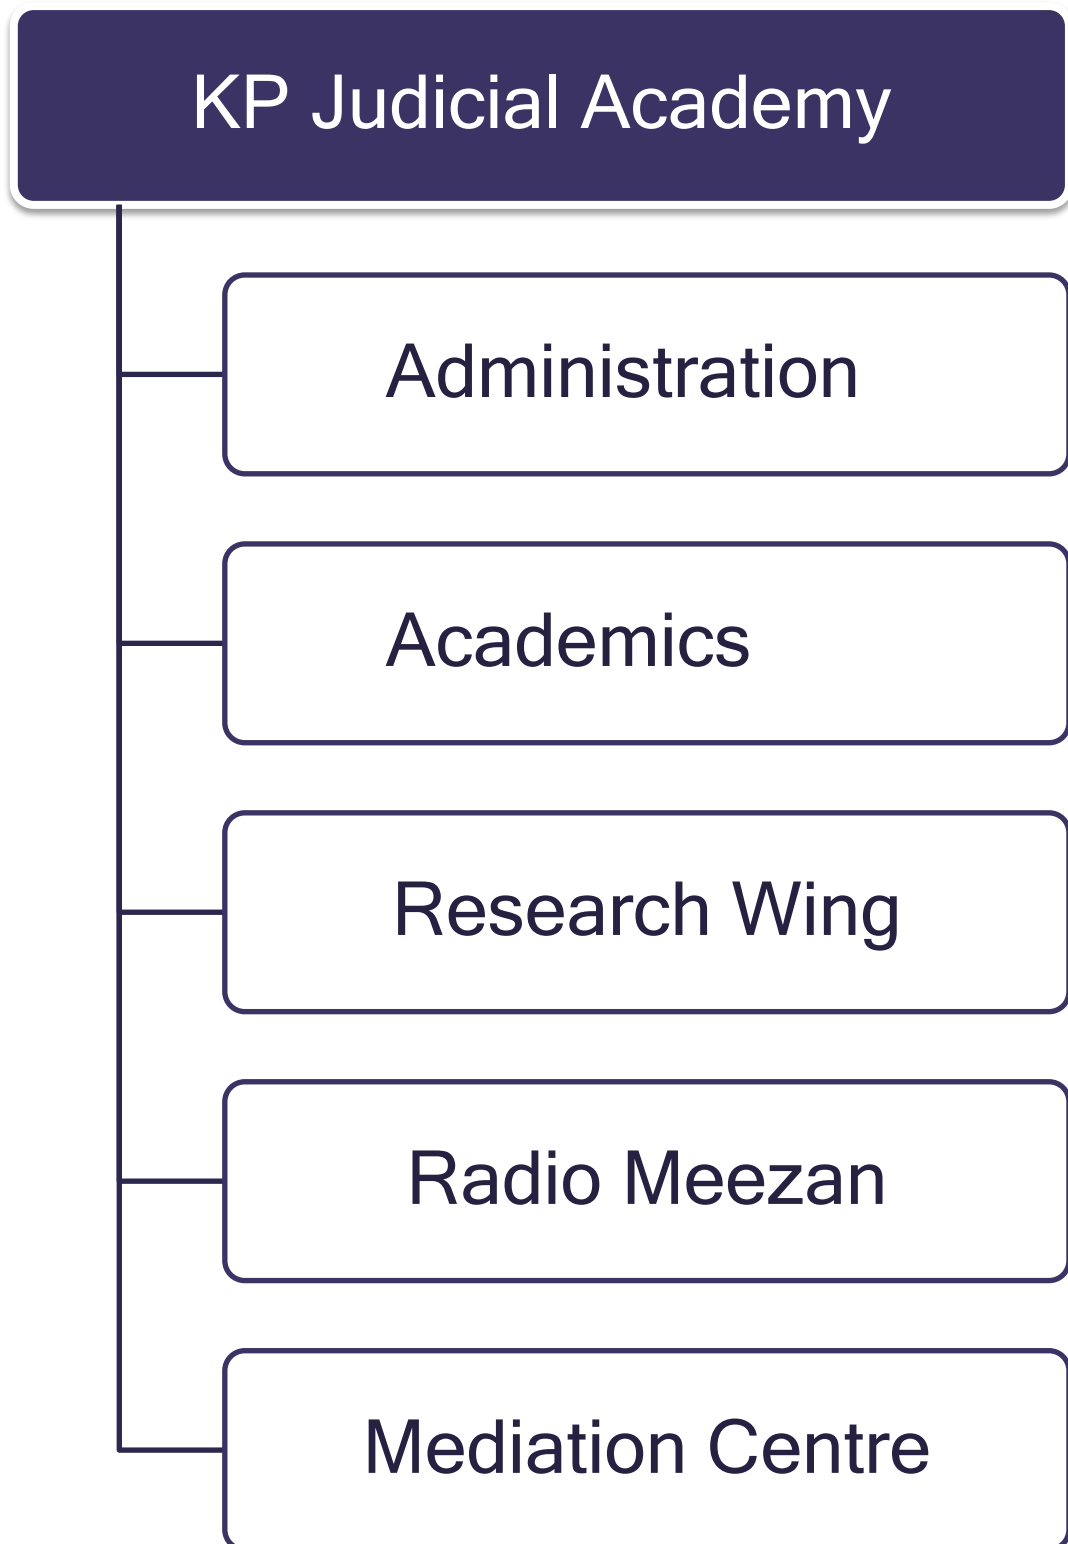 KP Judicial Academy
Administration
Academics
Research Wing
Radio Meezan
Mediation Centre